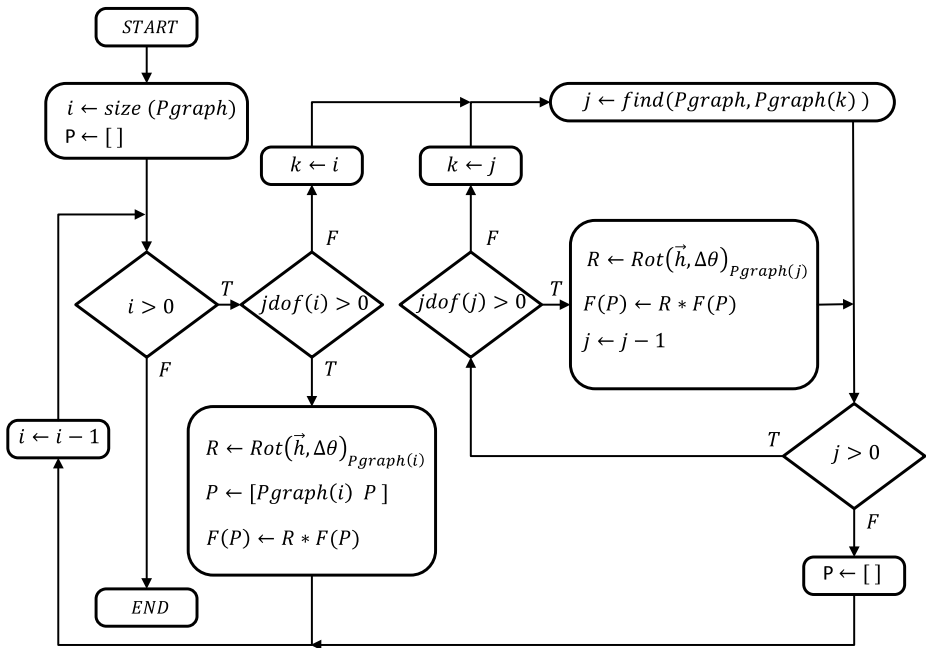 START
i ← size (Pgraph)
P ← [ ]
j ← find(Pgraph, Pgraph(k) )
k ← i
k ← j
F
F
i > 0
T
jdof(i) > 0
jdof(j) > 0
T
R ← Rot(h⃗, Δθ)Pgraph(j)
F(P) ← R ∗ F(P)
j ← j − 1
F
T
i ← i − 1
R ← Rot(h⃗, Δθ)Pgraph(i)
P ← [Pgraph(i) P ]
F(P) ← R ∗ F(P)
T
j > 0
F
P ← [ ]
END